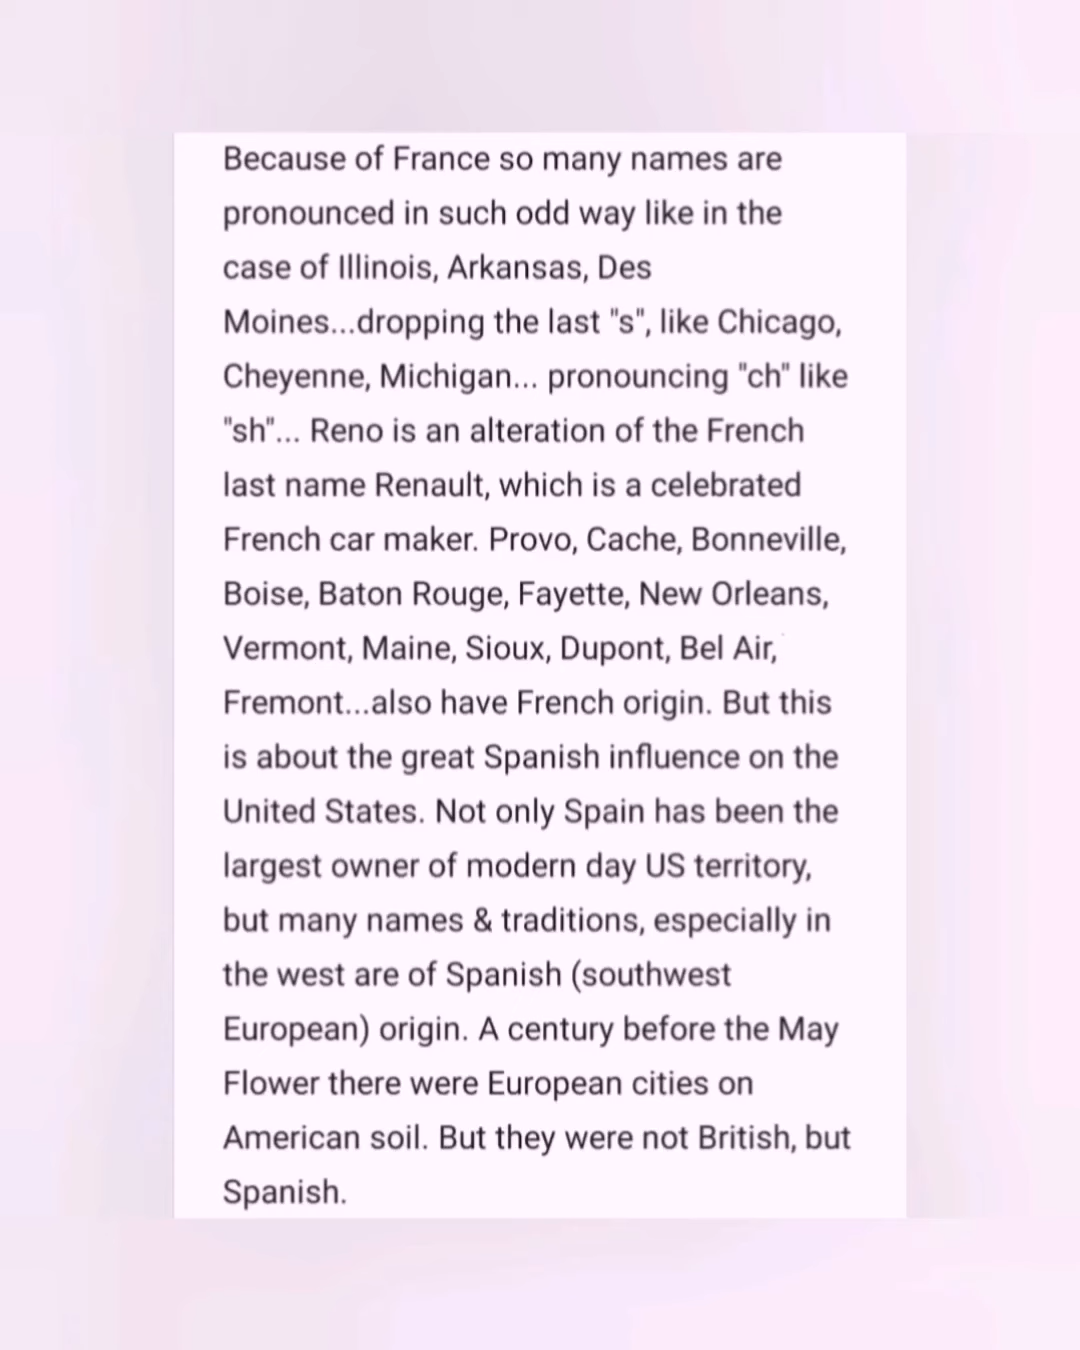 Because of France so many names are
pronounced in such odd way like in the
case of Illinois, Arkansas, Des
Moines...dropping the last "s", like Chicago,
Cheyenne, Michigan... pronouncing "ch" like
"sh"... Reno is an alteration of the French
last name Renault, which is a celebrated
French car maker. Provo, Cache, Bonneville,
Boise, Baton Rouge, Fayette, New Orleans,
Vermont, Maine, Sioux, Dupont, Bel Air,
Fremont...also have French origin. But this
is about the great Spanish influence on the
United States. Not only Spain has been the
largest owner of modern day US territory,
but many names & traditions, especially in
the west are of Spanish (southwest
European) origin. A century before the May
Flower there were European cities on
American soil. But they were not British, but
Spanish.